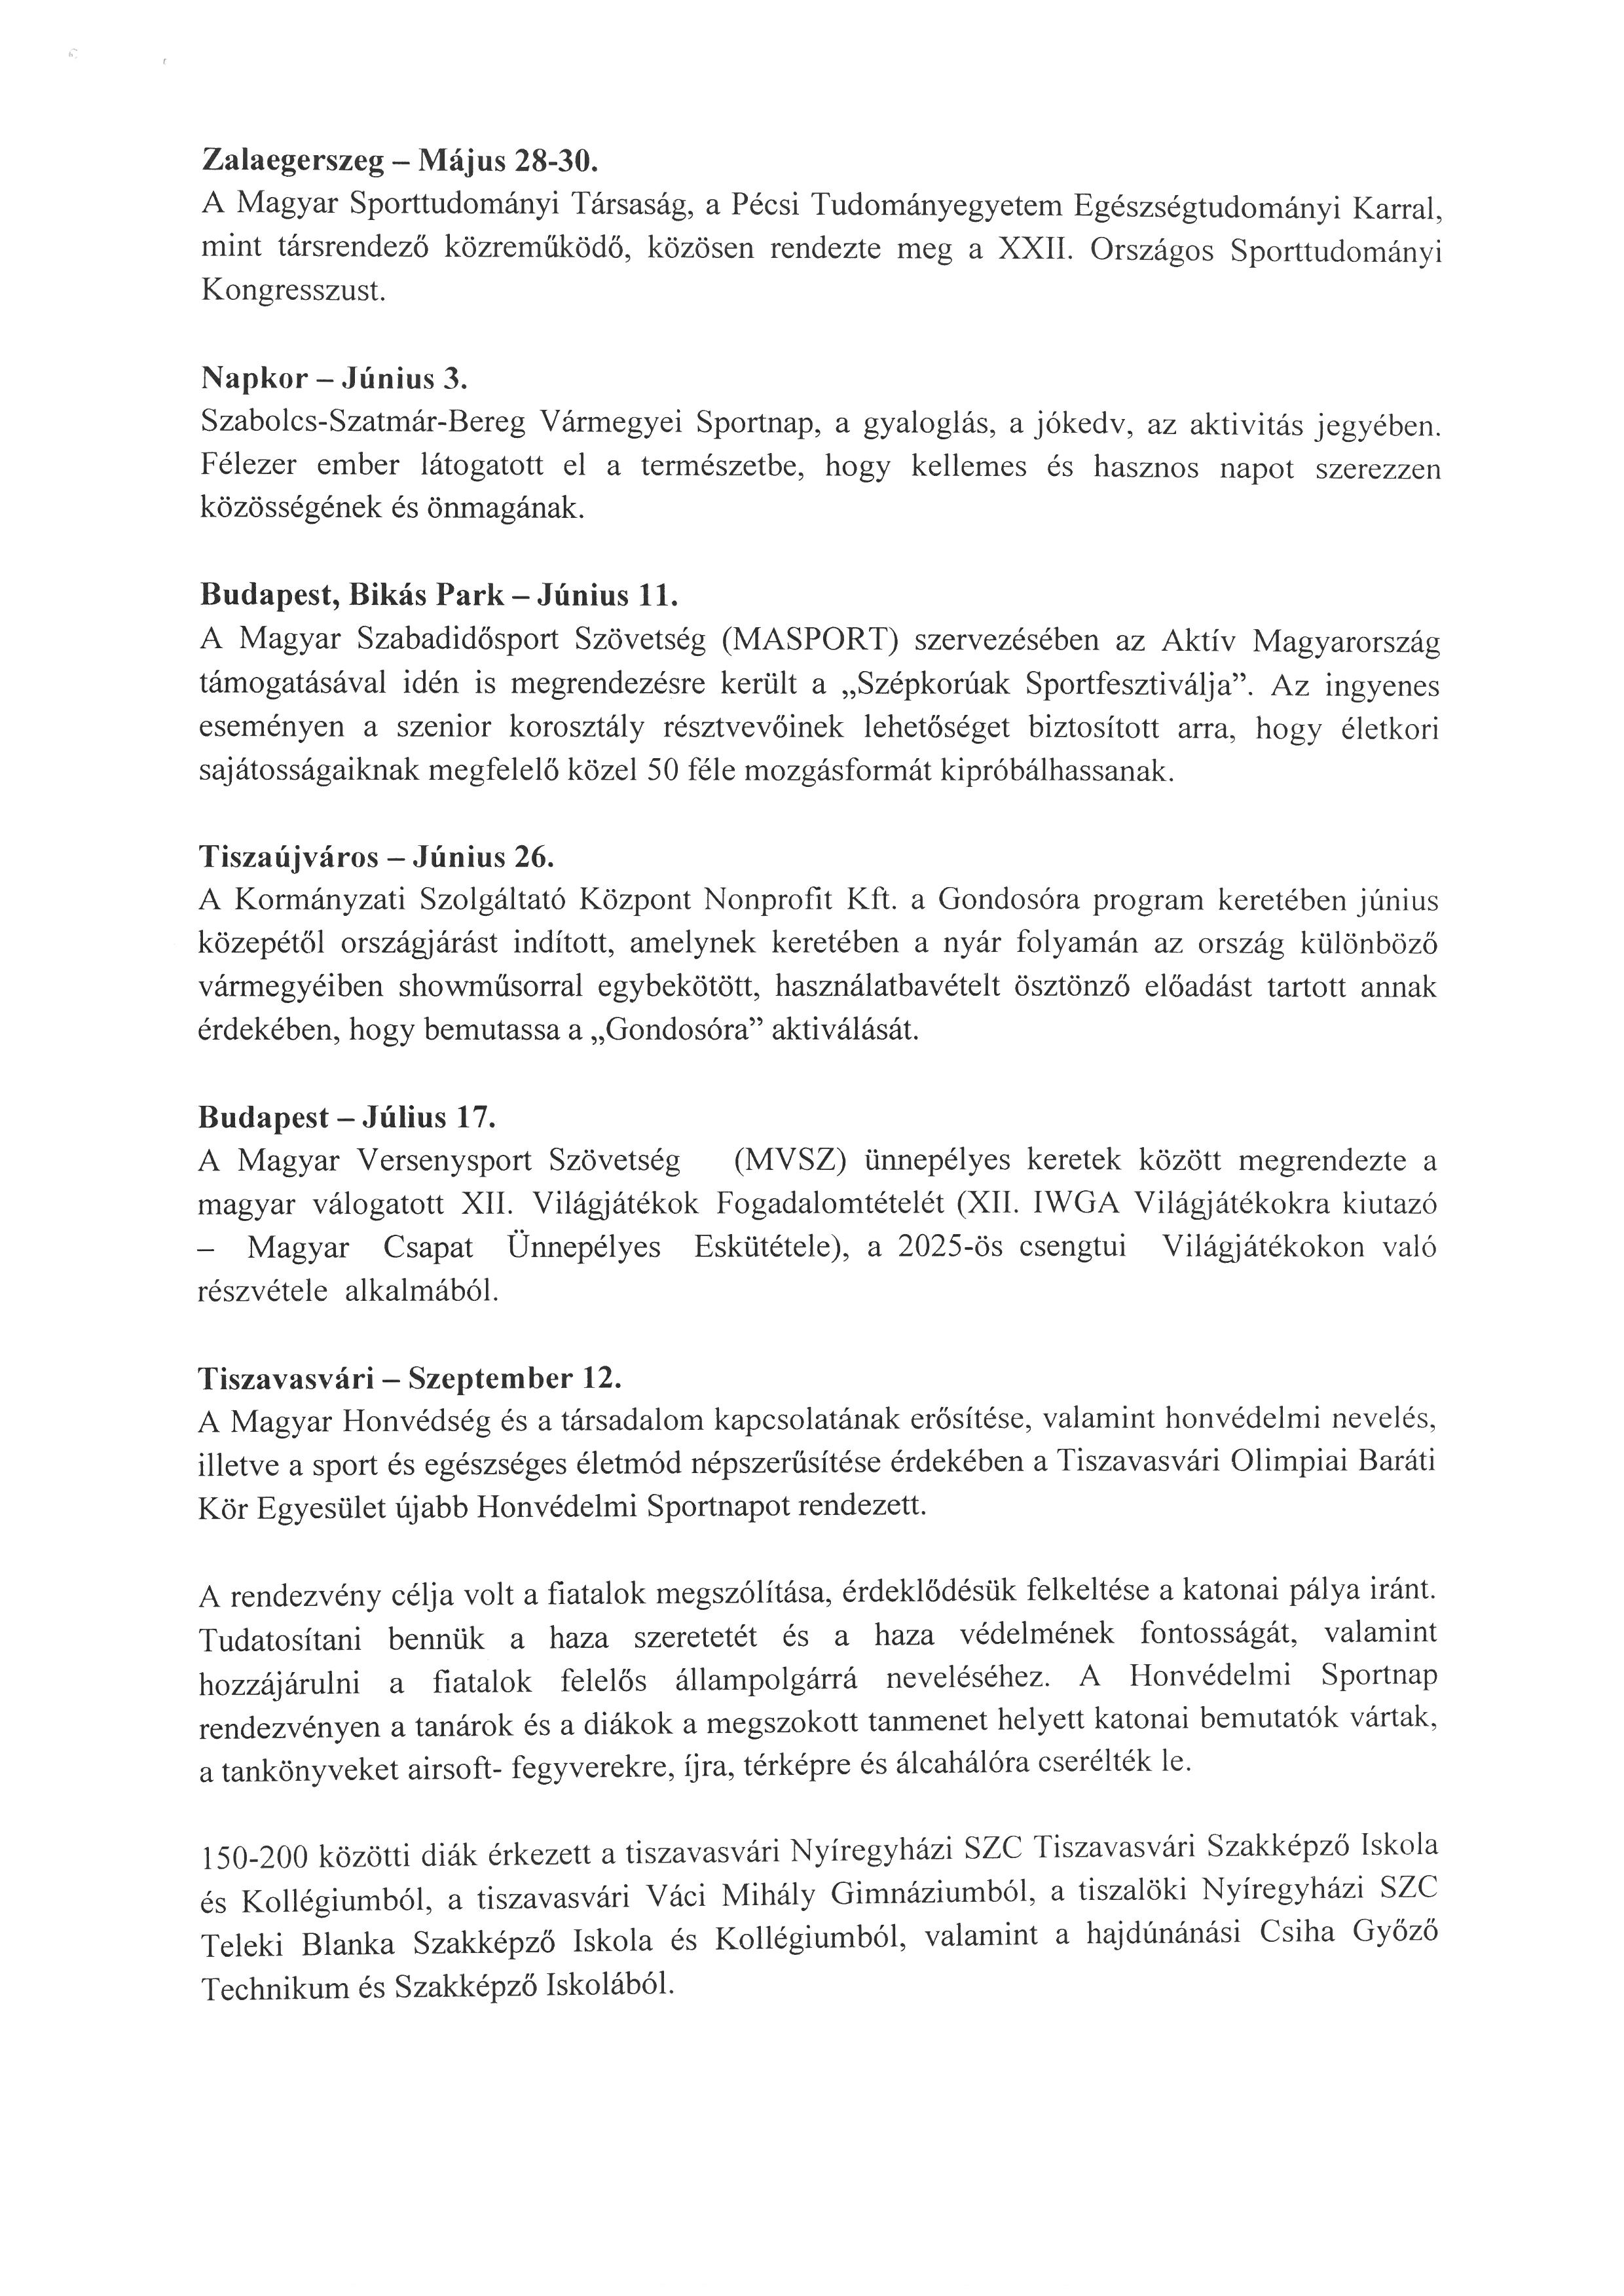 Zalaegerszeg – Május 28-30.
A Magyar Sporttudományi Társaság, a Pécsi Tudományegyetem Egészségtudományi Karral,
mint társrendező közreműködő, közösen rendezte meg a XXII. Országos Sporttudományi
Kongresszust.
Napkor – Június 3.
Szabolcs-Szatmár-Bereg Vármegyei Sportnap, a gyaloglás, a jókedv, az aktivitás jegyében.
Félezer ember látogatott el a természetbe, hogy kellemes és hasznos napot szerezzen
közösségének és önmagának.
Budapest, Bikás Park – Június 11.
A Magyar Szabadidősport Szövetség (MASPORT) szervezésében az Aktív Magyarország
támogatásával idén is megrendezésre került a „Szépkorúak Sportfesztiválja”. Az ingyenes
eseményen a szenior korosztály résztvevőinek lehetőséget biztosított arra, hogy életkori
sajátosságaiknak megfelelő közel 50 féle mozgásformát kipróbálhassanak.
Tiszaújváros – Június 26.
A Kormányzati Szolgáltató Központ Nonprofit Kft. a Gondosóra program keretében június
közepétől országjárást indított, amelynek keretében a nyár folyamán az ország különböző
vármegyéiben showműsorral egybekötött, használatbavételt ösztönző előadást tartott annak
érdekében, hogy bemutassa a „Gondosóra” aktiválását.
Budapest – Július 17.
A Magyar Versenysport Szövetség (MVSZ) ünnepélyes keretek között megrendezte a
magyar válogatott XII. Világjátékok Fogadalomtételét (XII. IWGA Világjátékokra kiutazó
– Magyar Csapat Ünnepélyes Eskütétele), a 2025-ös csengtui Világjátékokon való
részvétele alkalmából.
Tiszavasvári – Szeptember 12.
A Magyar Honvédség és a társadalom kapcsolatának erősítése, valamint honvédelmi nevelés,
illetve a sport és egészséges életmód népszerűsítése érdekében a Tiszavasvári Olimpiai Baráti
Kör Egyesület újabb Honvédelmi Sportnapot rendezett.
A rendezvény célja volt a fiatalok megszólítása, érdeklődésük felkeltése a katonai pálya iránt.
Tudatosítani bennük a haza szeretetét és a haza védelmének fontosságát, valamint
hozzájárulni a fiatalok felelős állampolgárrá neveléséhez. A Honvédelmi Sportnap
rendezvényen a tanárok és a diákok a megszokott tanmenet helyett katonai bemutatók vártak,
a tankönyveket airsoft- fegyverekre, íjra, térképre és álcahálóra cserélték le.
150-200 közötti diák érkezett a tiszavasvári Nyíregyházi SZC Tiszavasvári Szakképző Iskola
és Kollégiumból, a tiszavasvári Váci Mihály Gimnáziumból, a tiszalöki Nyíregyházi SZC
Teleki Blanka Szakképző Iskola és Kollégiumból, valamint a hajdúnánási Csiha Győző
Technikum és Szakképző Iskolából.